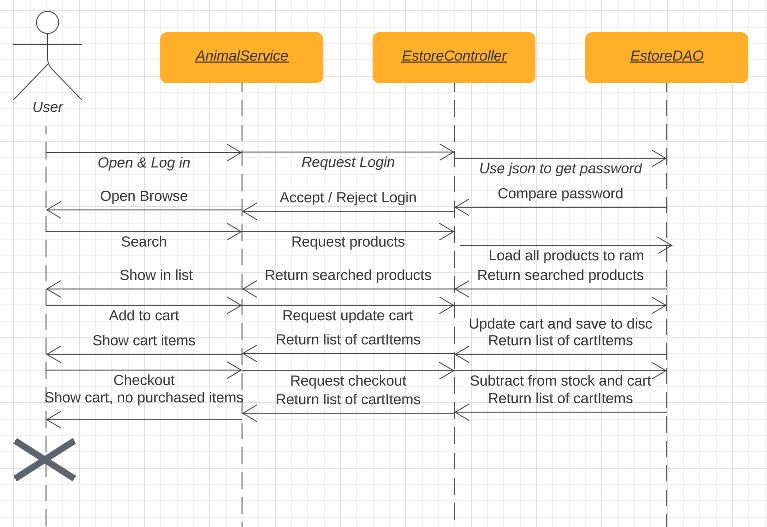 AnimalService
EstoreController
EstoreDAO
User
Open & Log in
Request Login
Use json to get password
Open Browse
Accept / Reject Login
Compare password
Search
Request products
Load all products to ram
Show in list
Return searched products
Return searched products
Add to cart
Request update cart
Update cart and save to disc
Show cart items
Return list of cartItems
Return list of cartItems
Checkout
Request checkout
Subtract from stock and cart
Show cart, no purchased items
Return list of cartItems
Return list of cartItems